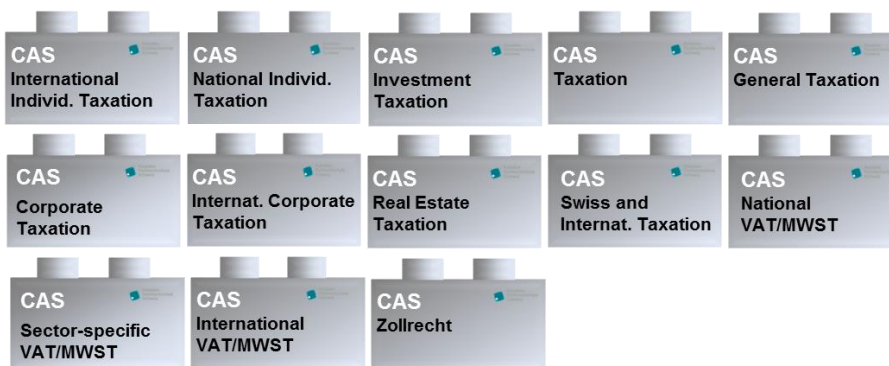 CAS
International
Individ. Taxation
CAS
National Individ.
Taxation
CAS
Investment
Taxation
CAS
Taxation
CAS
General Taxation
CAS
Corporate
Taxation
CAS
Internat. Corporate
Taxation
CAS
Real Estate
Taxation
CAS
Swiss and
Internat. Taxation
CAS
National
VAT/MWST
CAS
Sector-specific
VAT/MWST
CAS
International
VAT/MWST
CAS
Zollrecht